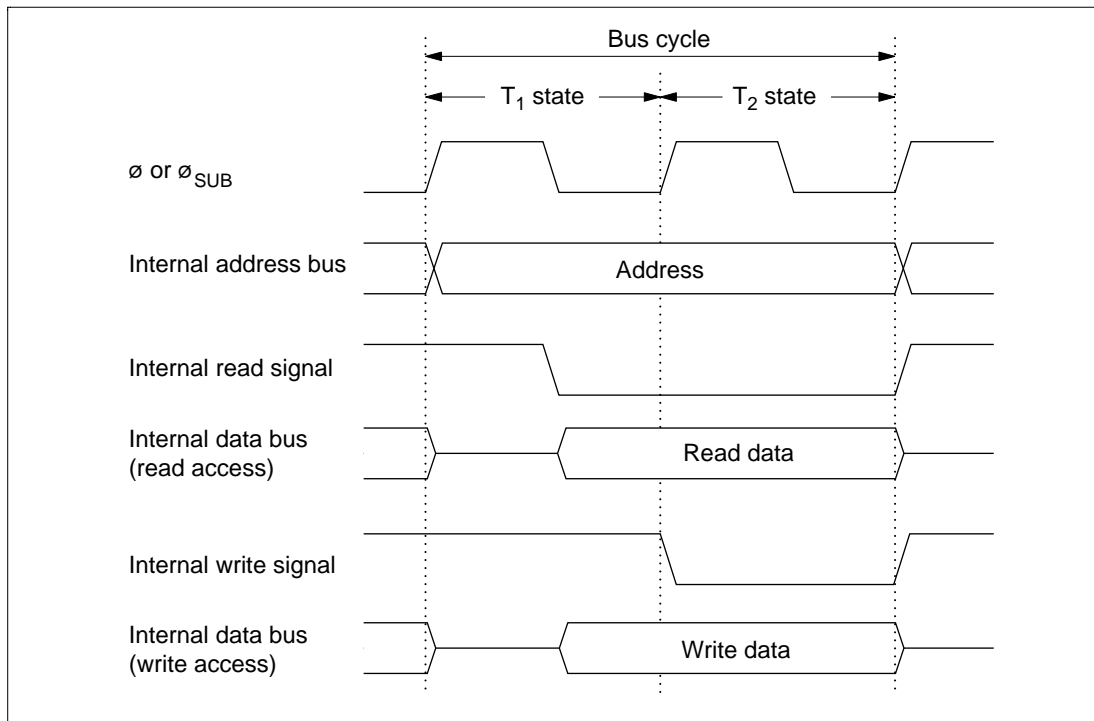 Bus cycle
T1 state
T2 state
ø or øSUB
Internal address bus
Address
Internal read signal
Internal data bus
(read access)
Read data
Internal write signal
Internal data bus
(write access)
Write data